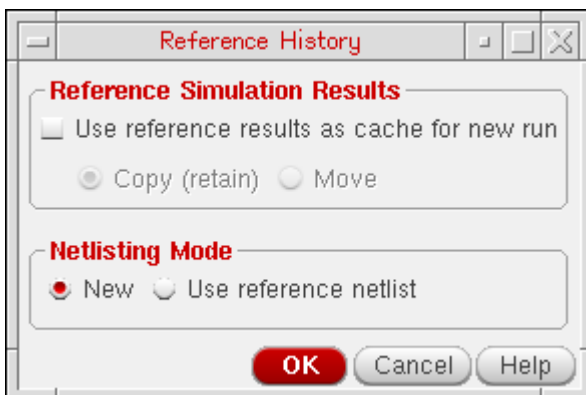 Reference History
Reference Simulation Results
Use reference results as cache for new run
Copy (retain) Move
Netlisting Mode
New Use reference netlist
OK Cancel Help